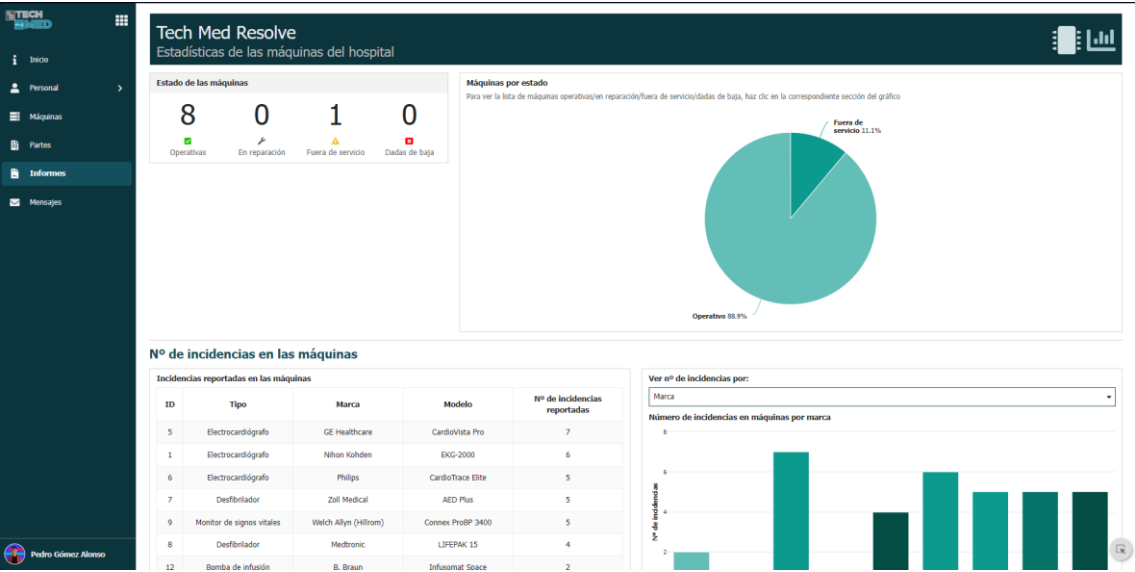 TECH
MED
Inicio
Personal
Máquinas
Partes
Informes
Mensajes
Pedro Gómez Alonso
Tech Med Resolve
Estadísticas de las máquinas del hospital
Estado de las máquinas
8 0 1 0
Operativas En reparación Fuera de servicio Dadas de baja
Máquinas por estado
Para ver la lista de máquinas operativas/en reparación/fuera de servicio/dadas de baja, haz clic en la correspondiente sección del gráfico
Fuera de
servicio 11.1%
Operativo 88.9%
Nº de incidencias en las máquinas
Incidencias reportadas en las máquinas
ID Tipo Marca Modelo Nº de incidencias
reportadas
5 Electrocardiógrafo GE Healthcare CardioVista Pro 7
1 Electrocardiógrafo Nihon Kohden EKG-2000 6
6 Electrocardiógrafo Philips CardioTrace Elite 5
7 Desfibrilador Zoll Medical AED Plus 5
9 Monitor de signos vitales Welch Allyn (Hillrom) Connex ProBP 3400 5
8 Desfibrilador Medtronic LIFEPAK 15 4
12 Bomba de infusión B. Braun Infusomat Space 2
Ver nº de incidencias por:
Marca
Número de incidencias en máquinas por marca
8
6
4
2
Nº de incidencias